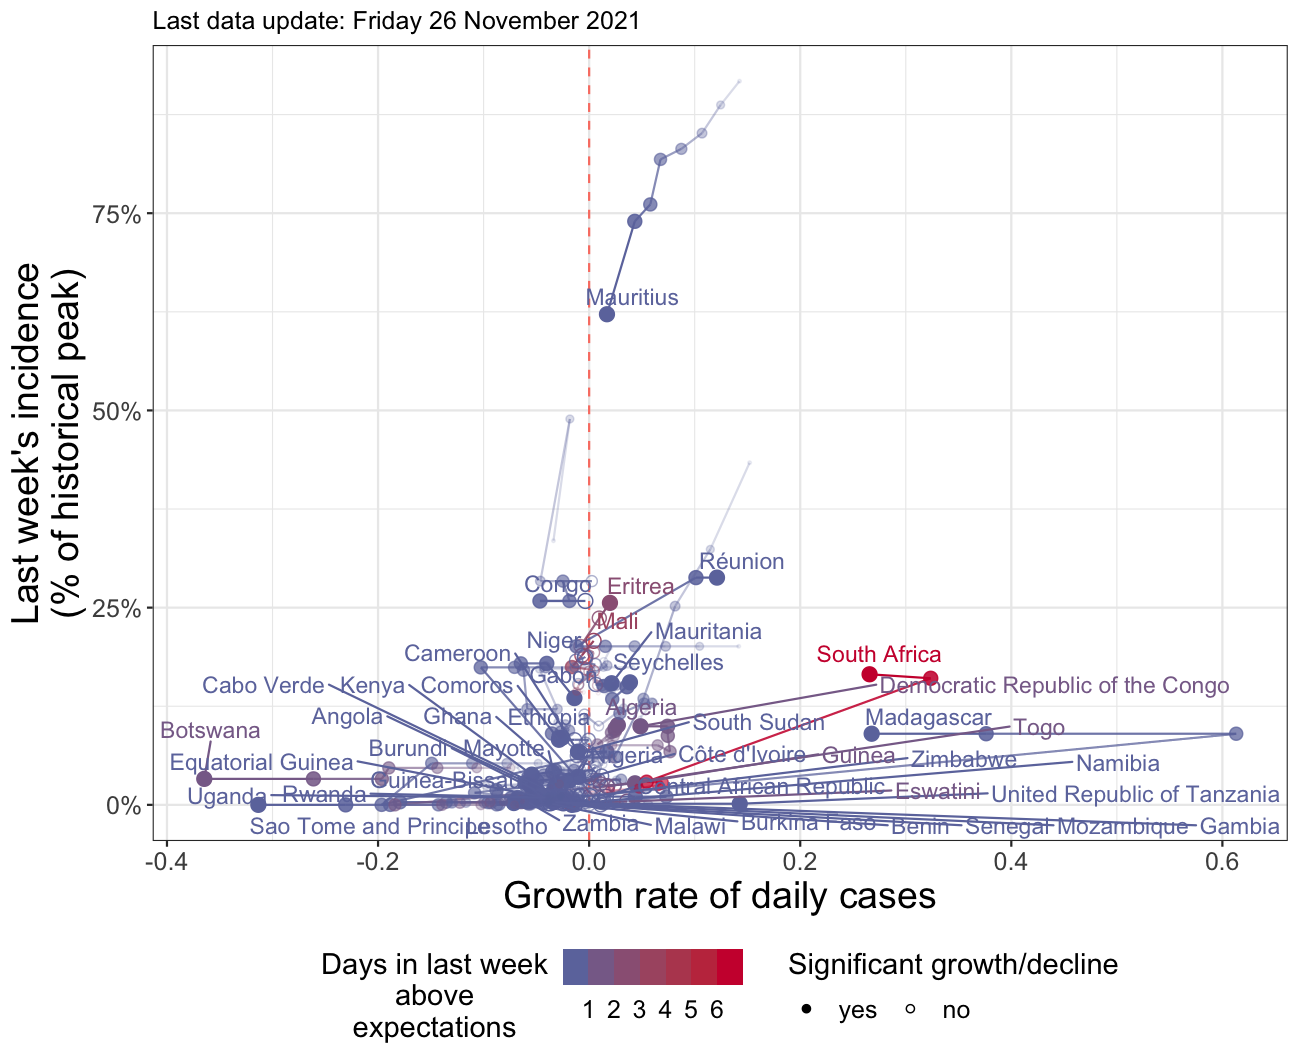 Last data update: Friday 26 November 2021
Last week's incidence
(% of historical peak)
75%
50%
25%
0%
Mauritius
Réunion
Congo
Eritrea
Mali
Niger
Mauritania
Cameroon
South Africa
Seychelles
Gabon
Cabo Verde
Kenya
Comoros
Democratic Republic of the Congo
Algeria
Angola
Ghana
Ethiopia
South Sudan
Madagascar
Togo
Botswana
Burundi
Mayotte
Nigeria
Côte d'Ivoire
Guinea
Zimbabwe
Namibia
Equatorial Guinea
Guinea-Bissau
Central African Republic
Eswatini
United Republic of Tanzania
Uganda
Rwanda
Sao Tome and Principe
Lesotho
Zambia
Malawi
Burkina Faso
Benin
Senegal
Mozambique
Gambia
-0.4
-0.2
0.0
0.2
0.4
0.6
Growth rate of daily cases
Days in last week
above
expectations
1 2 3 4 5 6
Significant growth/decline
yes
no